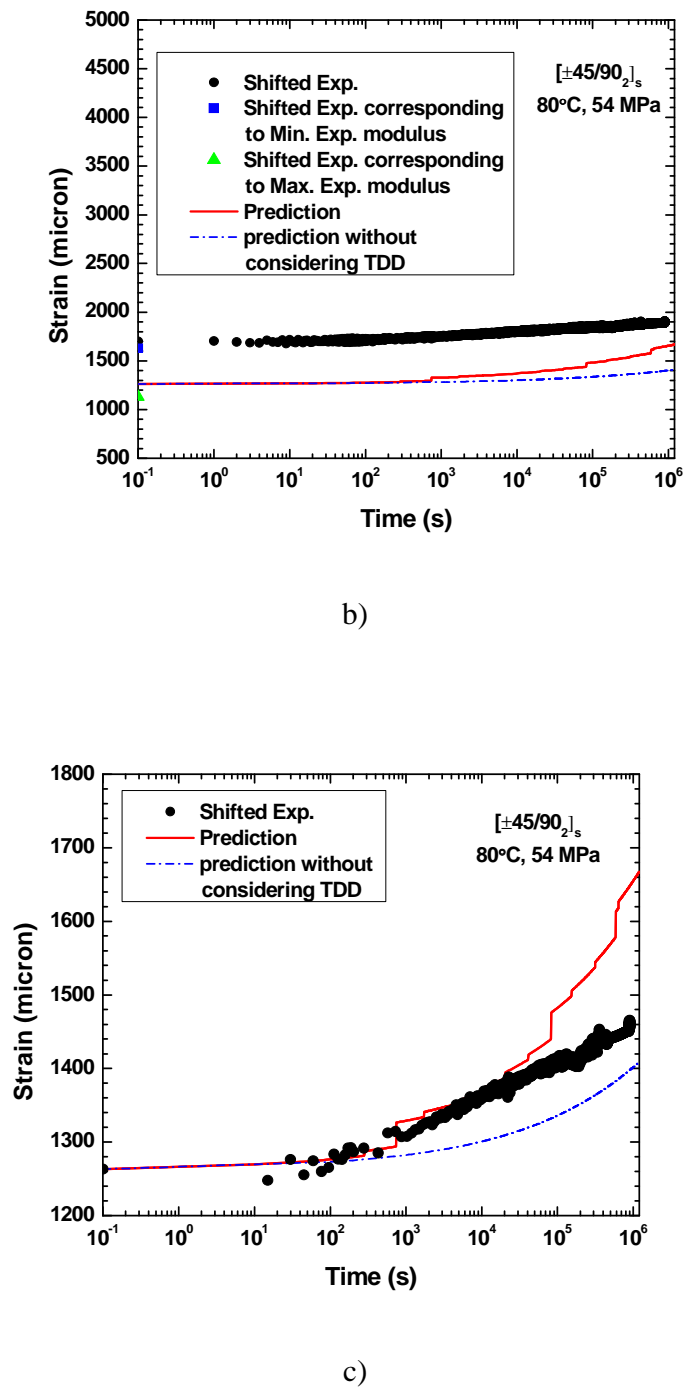 5000
4500
4000
3500
3000
2500
2000
1500
1000
500
Strain (micron)
Shifted Exp.
Shifted Exp. corresponding
to Min. Exp. modulus
Shifted Exp. corresponding
to Max. Exp. modulus
Prediction
prediction without
considering TDD
[±45/90₂]ₛ
80ºC, 54 MPa
10⁻¹ 10⁰ 10¹ 10² 10³ 10⁴ 10⁵ 10⁶
Time (s)
b)
1800
1700
1600
1500
1400
1300
1200
Strain (micron)
Shifted Exp.
Prediction
prediction without
considering TDD
[±45/90₂]ₛ
80ºC, 54 MPa
10⁻¹ 10⁰ 10¹ 10² 10³ 10⁴ 10⁵ 10⁶
Time (s)
c)